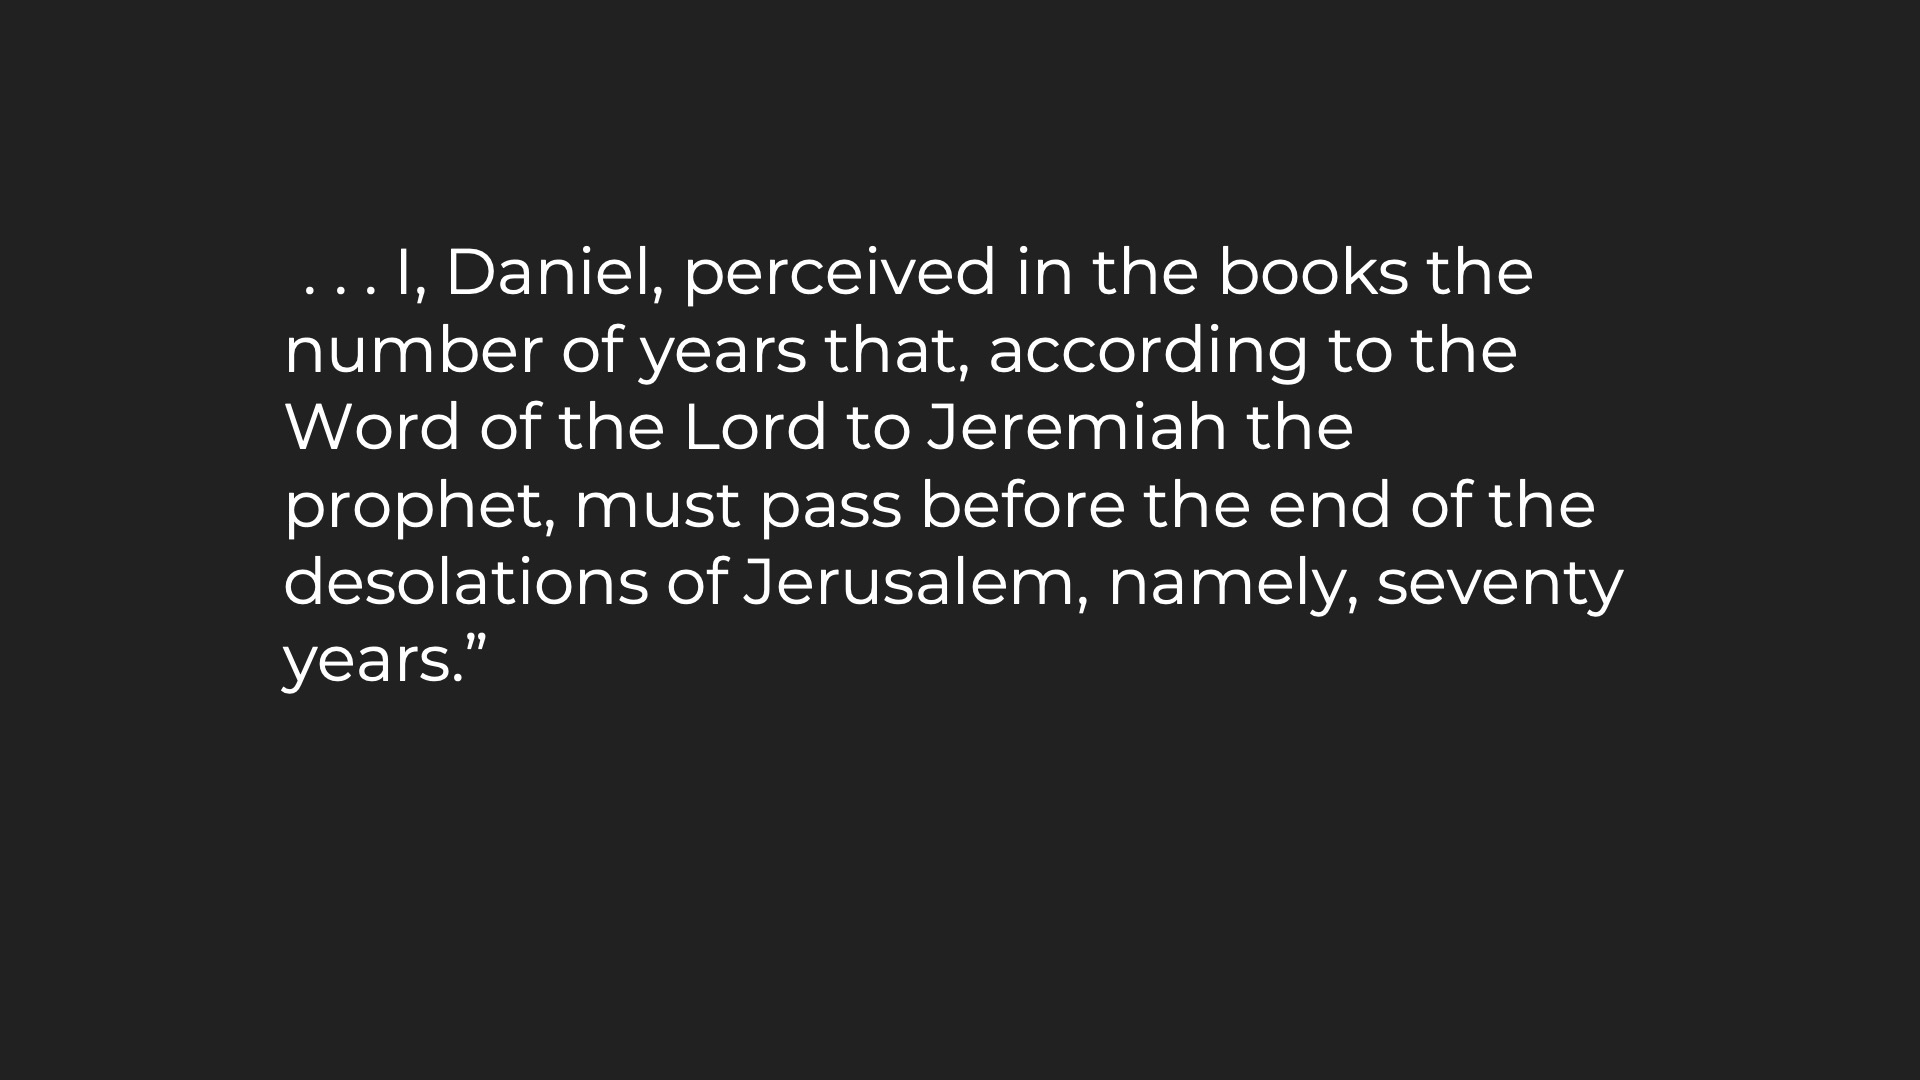 . . . I, Daniel, perceived in the books the
number of years that, according to the
Word of the Lord to Jeremiah the
prophet, must pass before the end of the
desolations of Jerusalem, namely, seventy
years.”